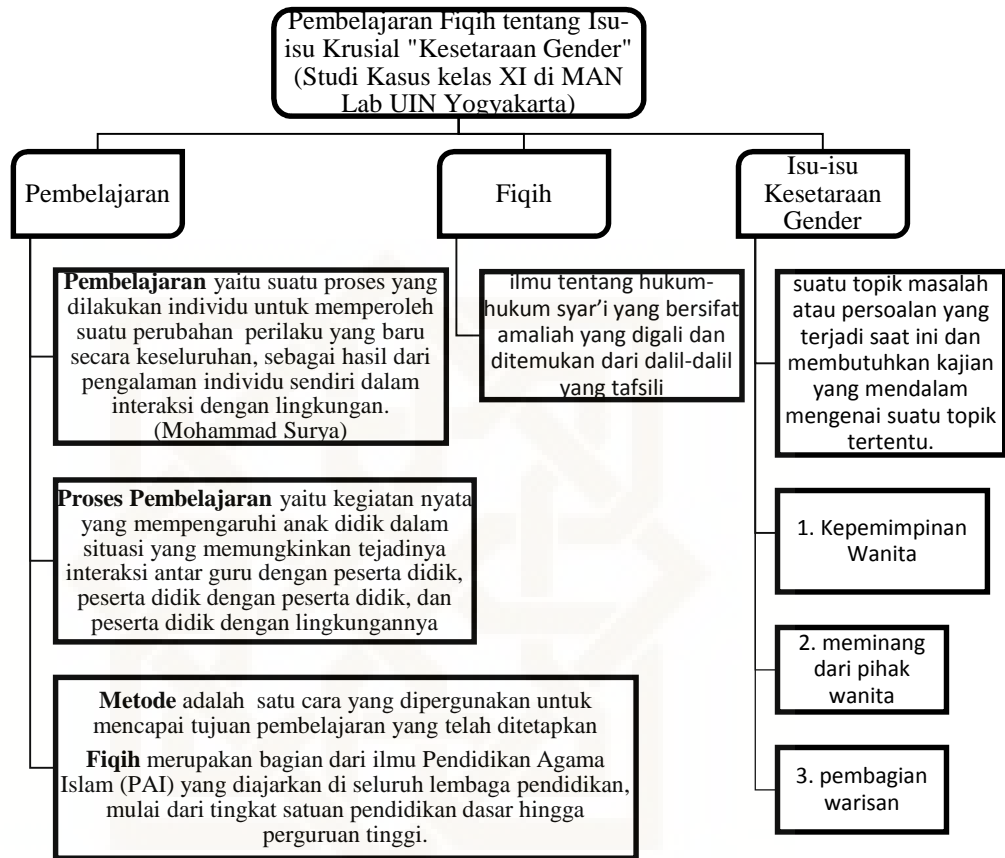 Pembelajaran Fiqih tentang Isu-
isu Krusial "Kesetaraan Gender"
(Studi Kasus kelas XI di MAN
Lab UIN Yogyakarta)
Pembelajaran
Pembelajaran yaitu suatu proses yang
dilakukan individu untuk memperoleh
suatu perubahan perilaku yang baru
secara keseluruhan, sebagai hasil dari
pengalaman individu sendiri dalam
interaksi dengan lingkungan.
(Mohammad Surya)
Proses Pembelajaran yaitu kegiatan nyata
yang mempengaruhi anak didik dalam
situasi yang memungkinkan tejadinya
interaksi antar guru dengan peserta didik,
peserta didik dengan peserta didik, dan
peserta didik dengan lingkungannya
Metode adalah satu cara yang dipergunakan untuk
mencapai tujuan pembelajaran yang telah ditetapkan
Fiqih merupakan bagian dari ilmu Pendidikan Agama
Islam (PAI) yang diajarkan di seluruh lembaga pendidikan,
mulai dari tingkat satuan pendidikan dasar hingga
perguruan tinggi.
Fiqih
ilmu tentang hukum-
hukum syar'i yang bersifat
amaliah yang digali dan
ditemukan dari dalil-dalil
yang tafsili
Isu-isu
Kesetaraan
Gender
suatu topik masalah
atau persoalan yang
terjadi saat ini dan
membutuhkan kajian
yang mendalam
mengenai suatu topik
tertentu.
1. Kepemimpinan
Wanita
2. meminang
dari pihak
wanita
3. pembagian
warisan